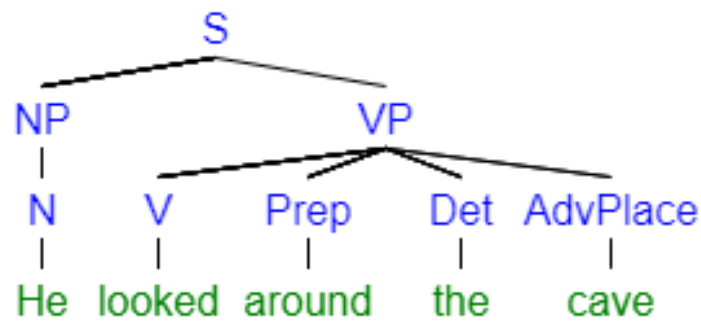 S
NP VP
N V Prep Det AdvPlace
He looked around the cave